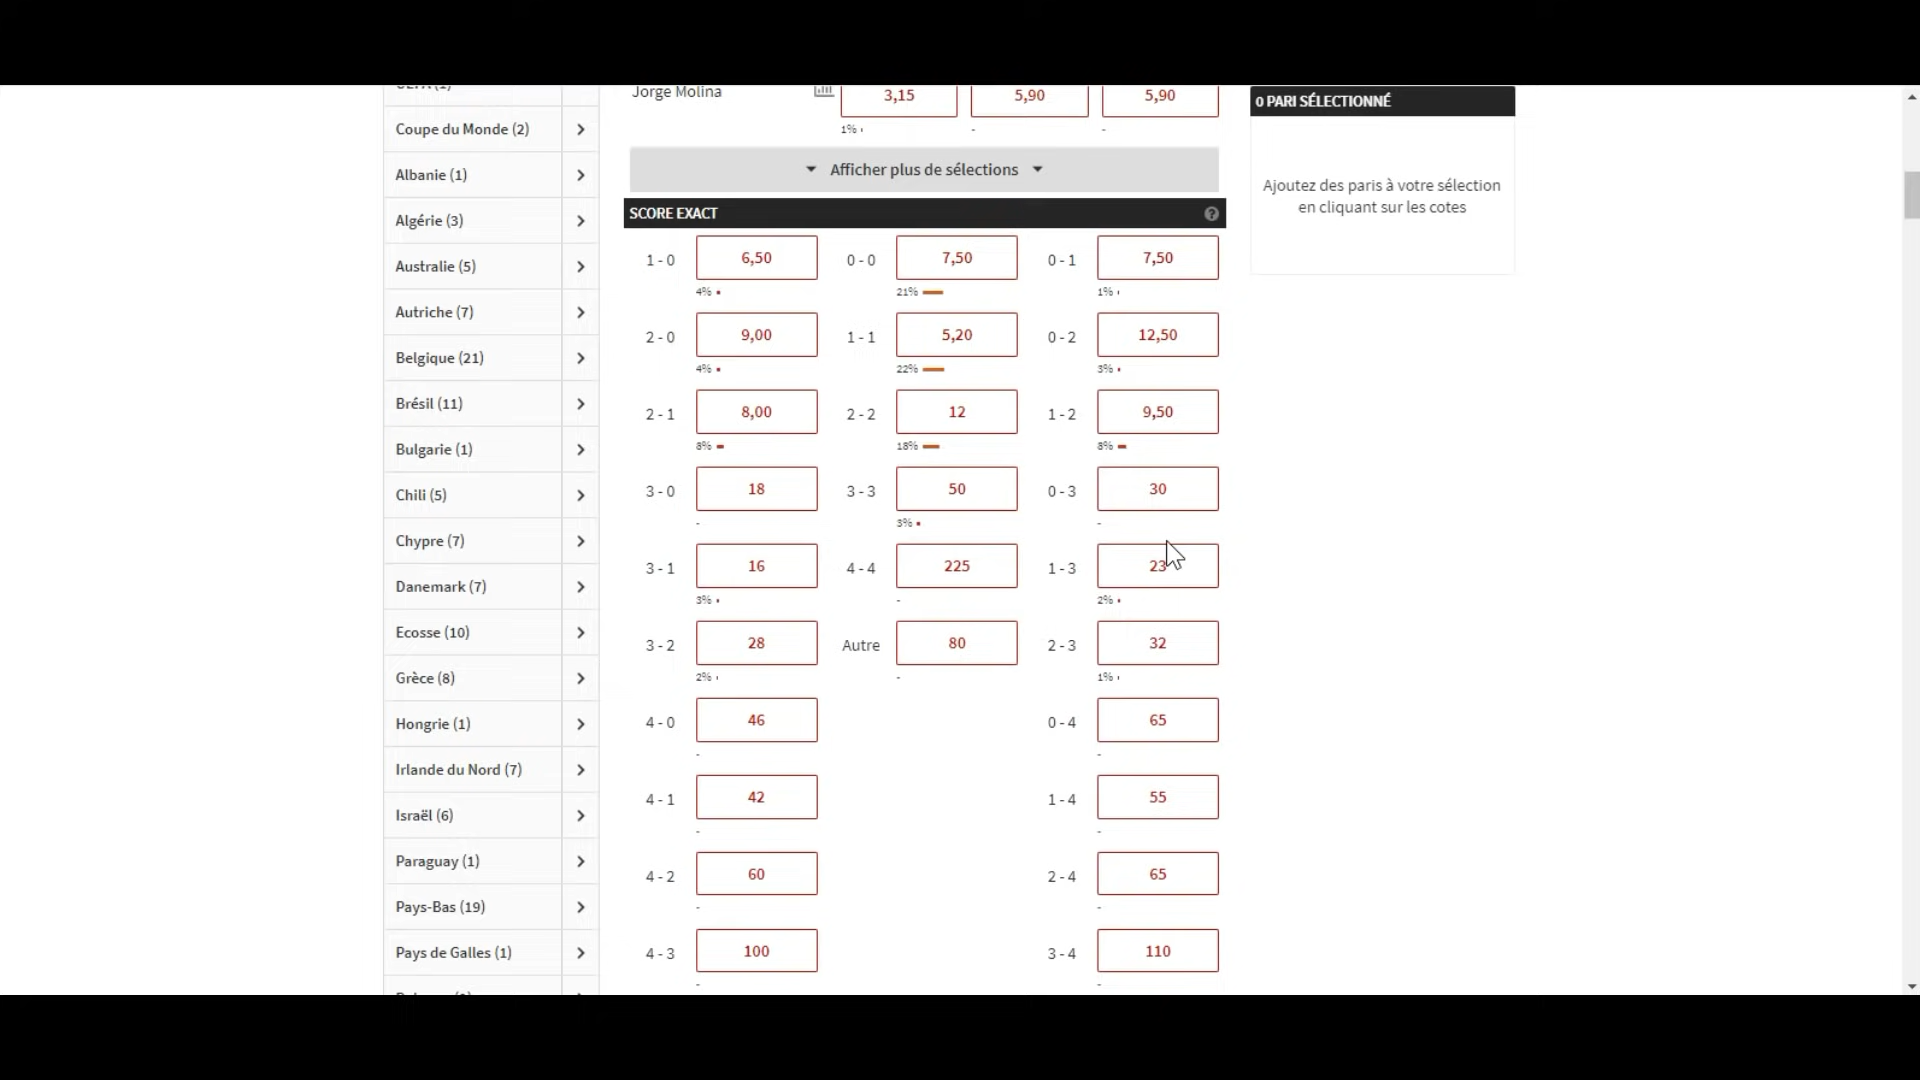 Jorge Molina 3,15 5,90 5,90
1% - -
Afficher plus de sélections
SCORE EXACT ?
1 - 0 6,50 0 - 0 7,50 0 - 1 7,50
4% 21% 1%
2 - 0 9,00 1 - 1 5,20 0 - 2 12,50
4% 22% 3%
2 - 1 8,00 2 - 2 12 1 - 2 9,50
8% 18% 8%
3 - 0 18 3 - 3 50 0 - 3 30
- 3% -
3 - 1 16 4 - 4 225 1 - 3 23
3% - 2%
3 - 2 28 Autre 80 2 - 3 32
2% - 1%
4 - 0 46 0 - 4 65
- -
4 - 1 42 1 - 4 55
- -
4 - 2 60 2 - 4 65
- -
4 - 3 100 3 - 4 110
- -
Coupe du Monde (2)
Albanie (1)
Algérie (3)
Australie (5)
Autriche (7)
Belgique (21)
Brésil (11)
Bulgarie (1)
Chili (5)
Chypre (7)
Danemark (7)
Ecosse (10)
Grèce (8)
Hongrie (1)
Irlande du Nord (7)
Israël (6)
Paraguay (1)
Pays-Bas (19)
Pays de Galles (1)
0 PARI SÉLECTIONNÉ
Ajoutez des paris à votre sélection
en cliquant sur les cotes